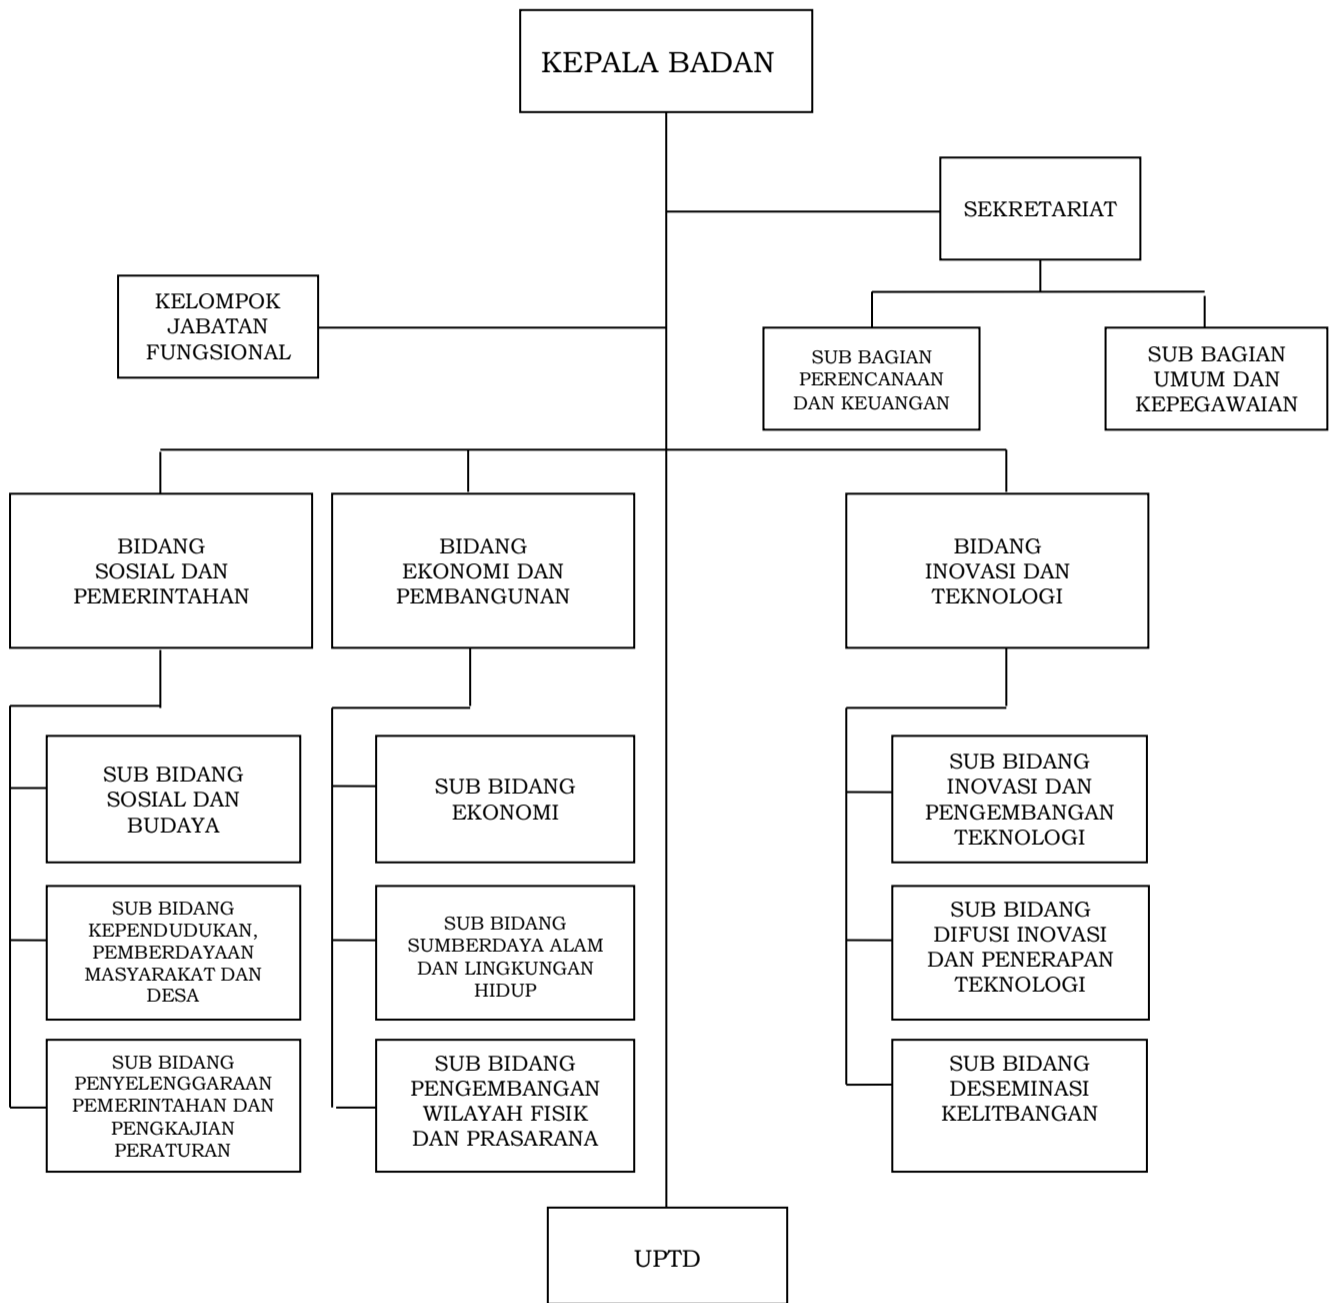 KEPALA BADAN
SEKRETARIAT
KELOMPOK
JABATAN
FUNGSIONAL
SUB BAGIAN
PERENCANAAN
DAN KEUANGAN
SUB BAGIAN
UMUM DAN
KEPEGAWAIAN
BIDANG
SOSIAL DAN
PEMERINTAHAN
BIDANG
EKONOMI DAN
PEMBANGUNAN
BIDANG
INOVASI DAN
TEKNOLOGI
SUB BIDANG
SOSIAL DAN
BUDAYA
SUB BIDANG
EKONOMI
SUB BIDANG
INOVASI DAN
PENGEMBANGAN
TEKNOLOGI
SUB BIDANG
KEPENDUDUKAN,
PEMBERDAYAAN
MASYARAKAT DAN
DESA
SUB BIDANG
SUMBERDAYA ALAM
DAN LINGKUNGAN
HIDUP
SUB BIDANG
DIFUSI INOVASI
DAN PENERAPAN
TEKNOLOGI
SUB BIDANG
PENYELENGGARAAN
PEMERINTAHAN DAN
PENGKAJIAN
PERATURAN
SUB BIDANG
PENGEMBANGAN
WILAYAH FISIK
DAN PRASARANA
SUB BIDANG
DESEMINASI
KELITBANGAN
UPTD